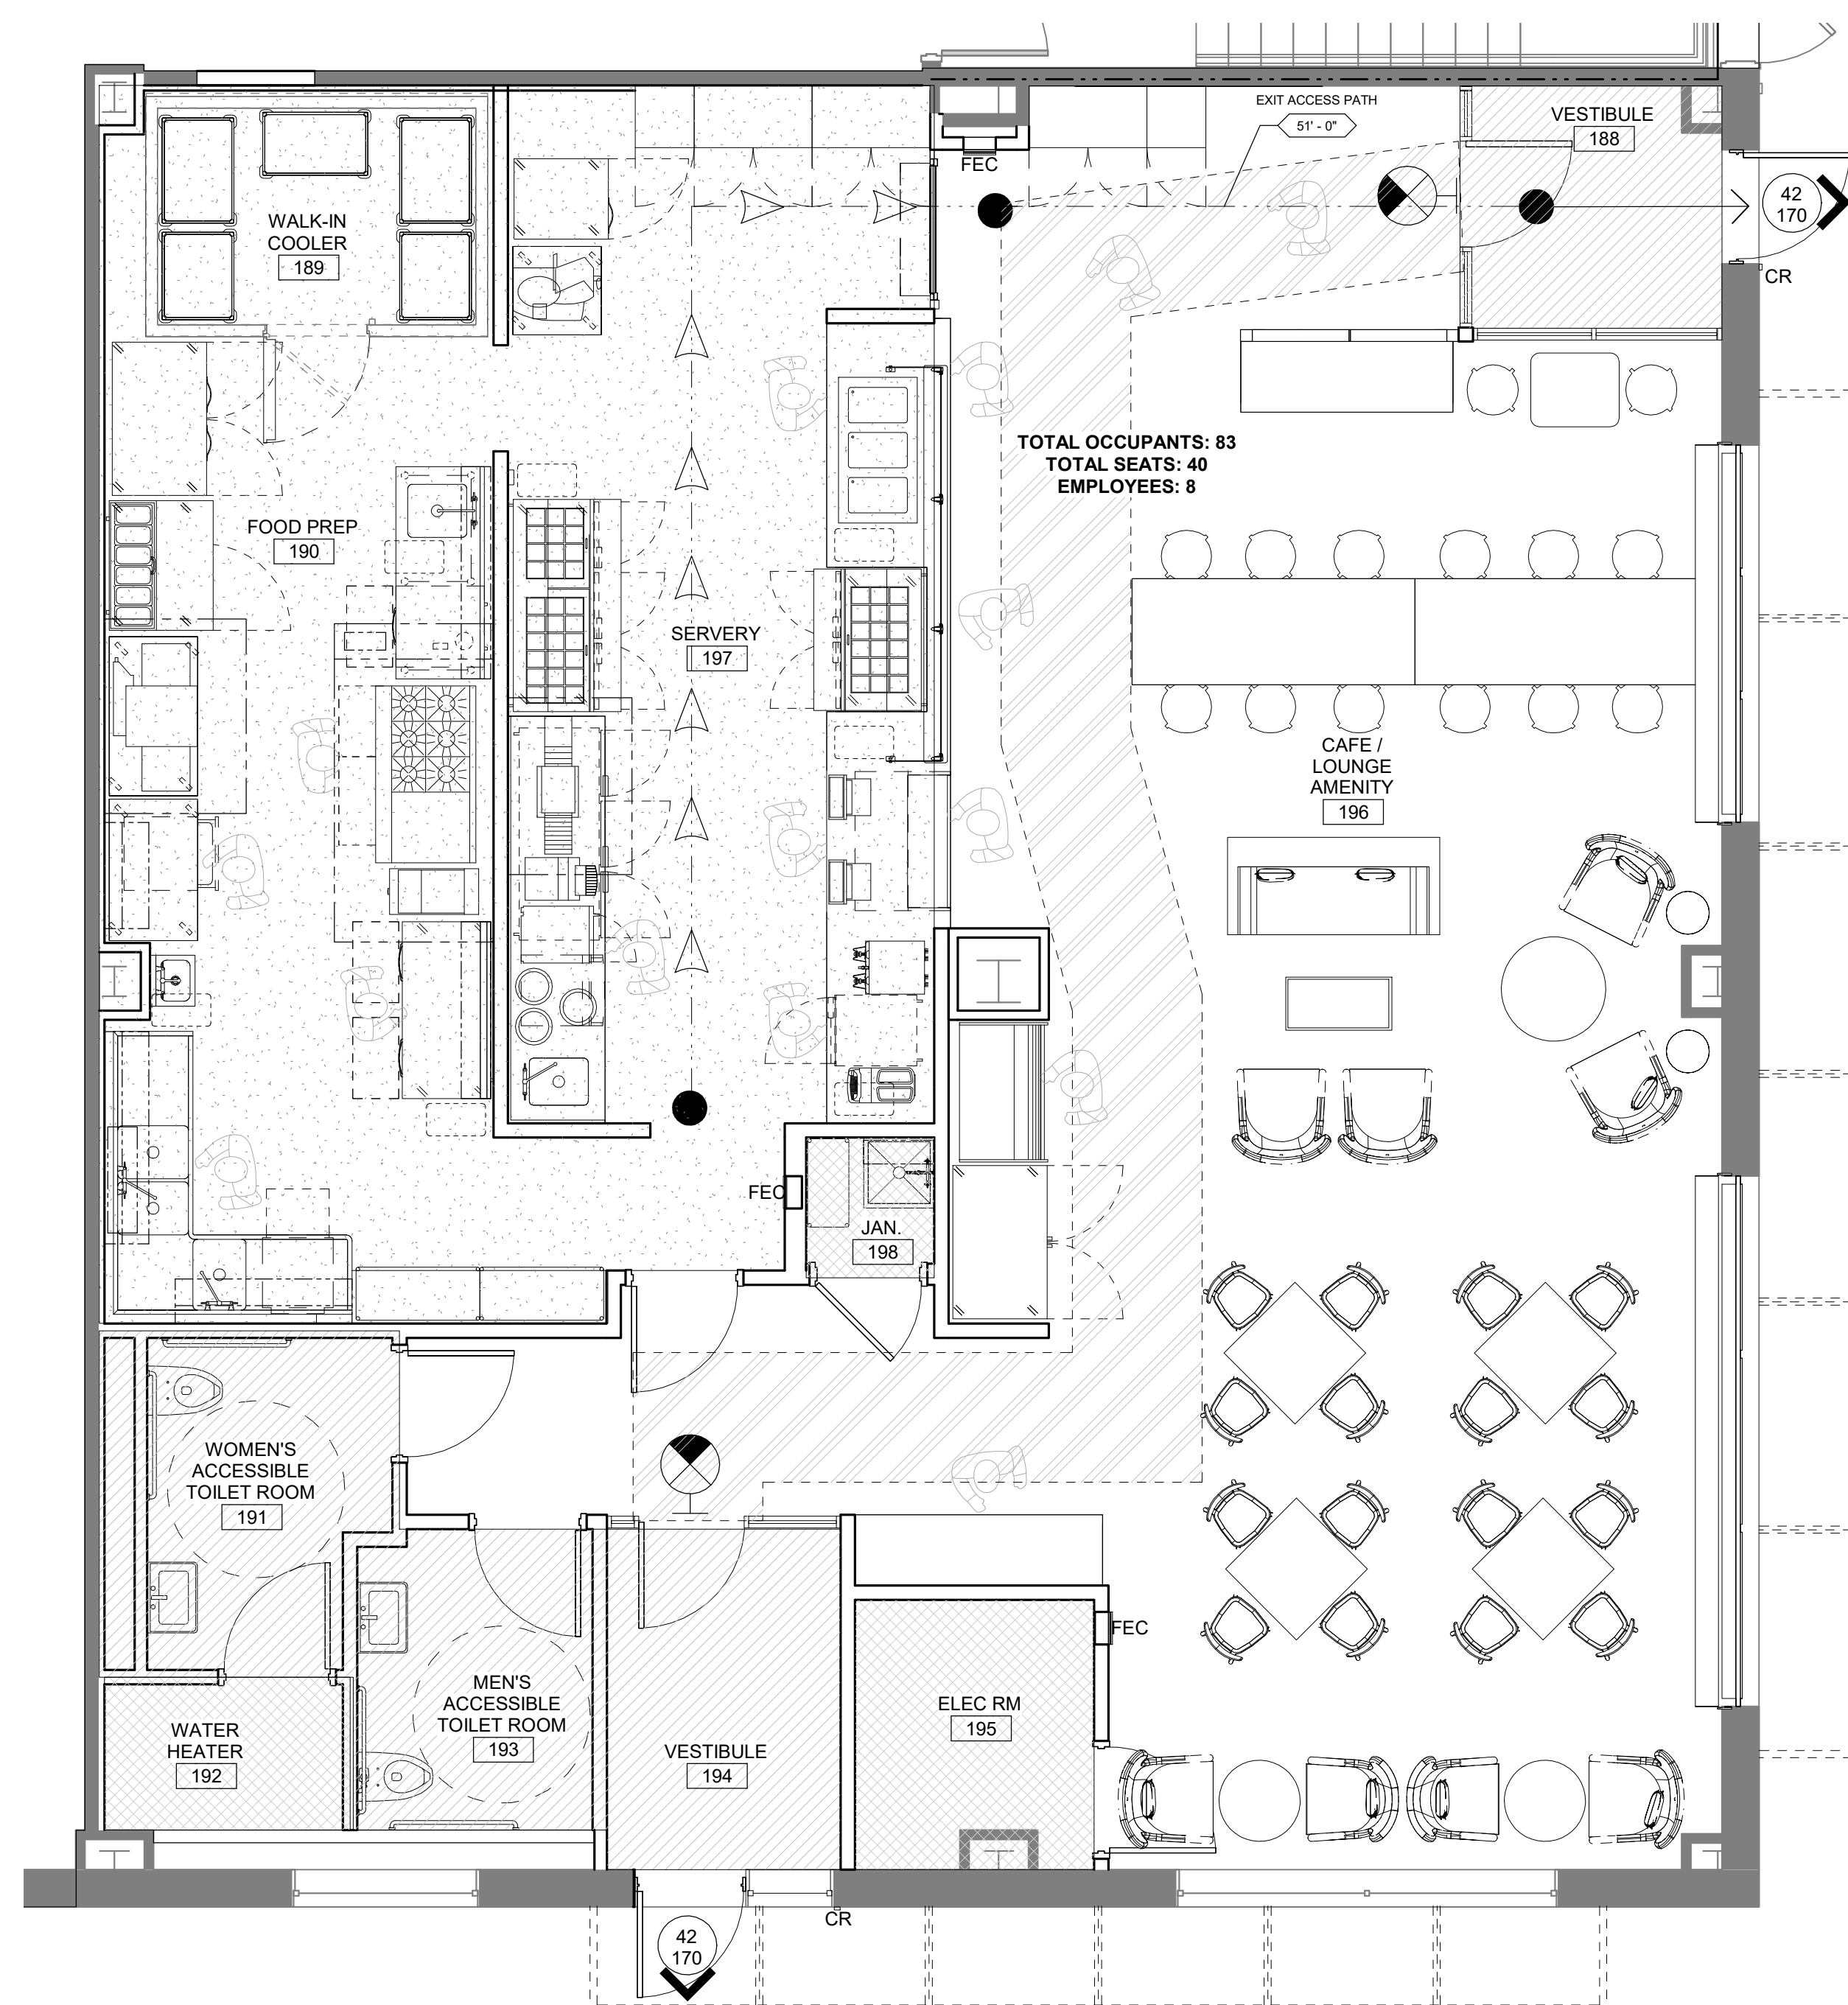 EXIT ACCESS PATH
51' - 0"
VESTIBULE
188
FEC
42
170
CR
WALK-IN
COOLER
189
TOTAL OCCUPANTS: 83
TOTAL SEATS: 40
EMPLOYEES: 8
FOOD PREP
190
SERVERY
197
CAFE /
LOUNGE
AMENITY
196
FEC
JAN.
198
WOMEN'S
ACCESSIBLE
TOILET ROOM
191
FEC
MEN'S
ACCESSIBLE
TOILET ROOM
193
ELEC RM
195
WATER
HEATER
192
VESTIBULE
194
CR
42
170